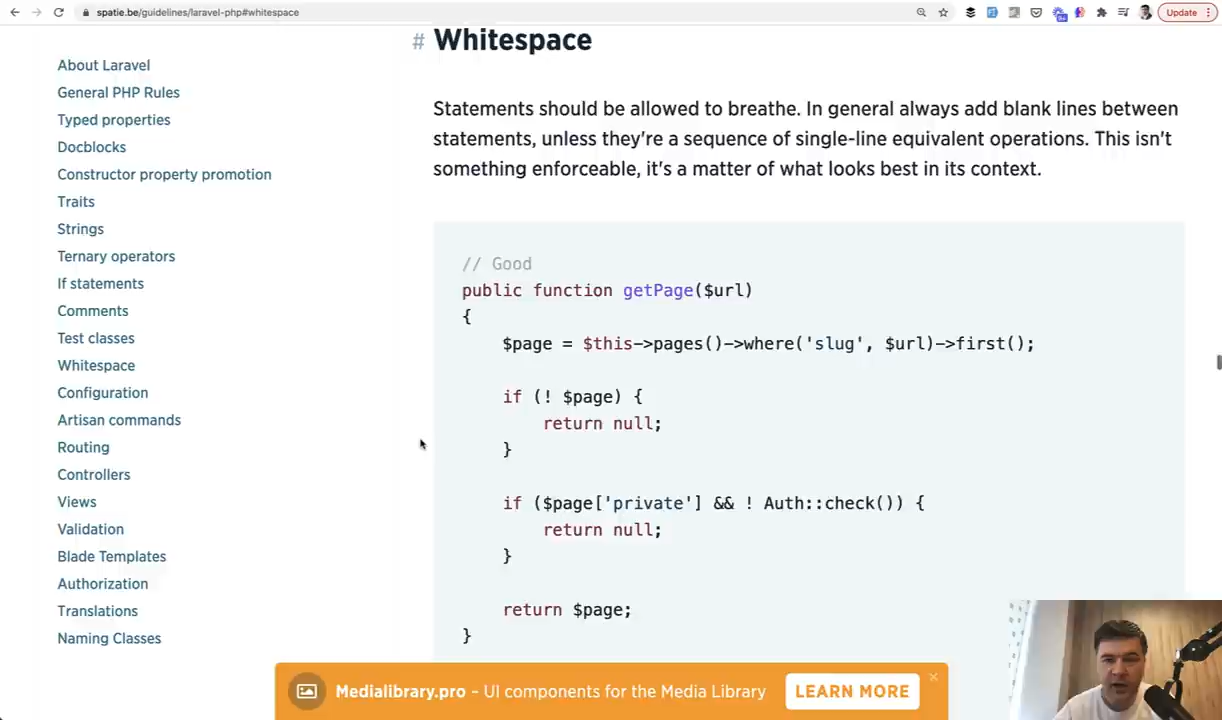 spatie.be/guidelines/laravel-php#whitespace
Update
About Laravel
General PHP Rules
Typed properties
Docblocks
Constructor property promotion
Traits
Strings
Ternary operators
If statements
Comments
Test classes
Whitespace
Configuration
Artisan commands
Routing
Controllers
Views
Validation
Blade Templates
Authorization
Translations
Naming Classes
# Whitespace
Statements should be allowed to breathe. In general always add blank lines between
statements, unless they're a sequence of single-line equivalent operations. This isn't
something enforceable, it's a matter of what looks best in its context.
// Good
public function getPage($url)
{
$page = $this->pages()->where('slug', $url)->first();
if (! $page) {
return null;
}
if ($page['private'] && ! Auth::check()) {
return null;
}
return $page;
}
Medialibrary.pro – UI components for the Media Library
LEARN MORE